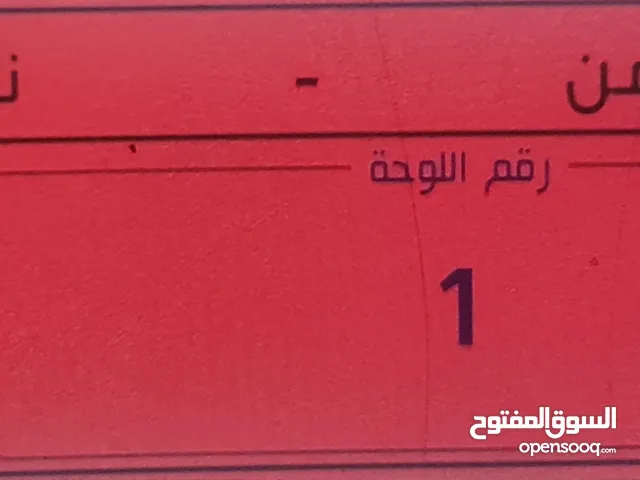 -
رقم اللوحة
1
السوق المفتوح
opensooq.com